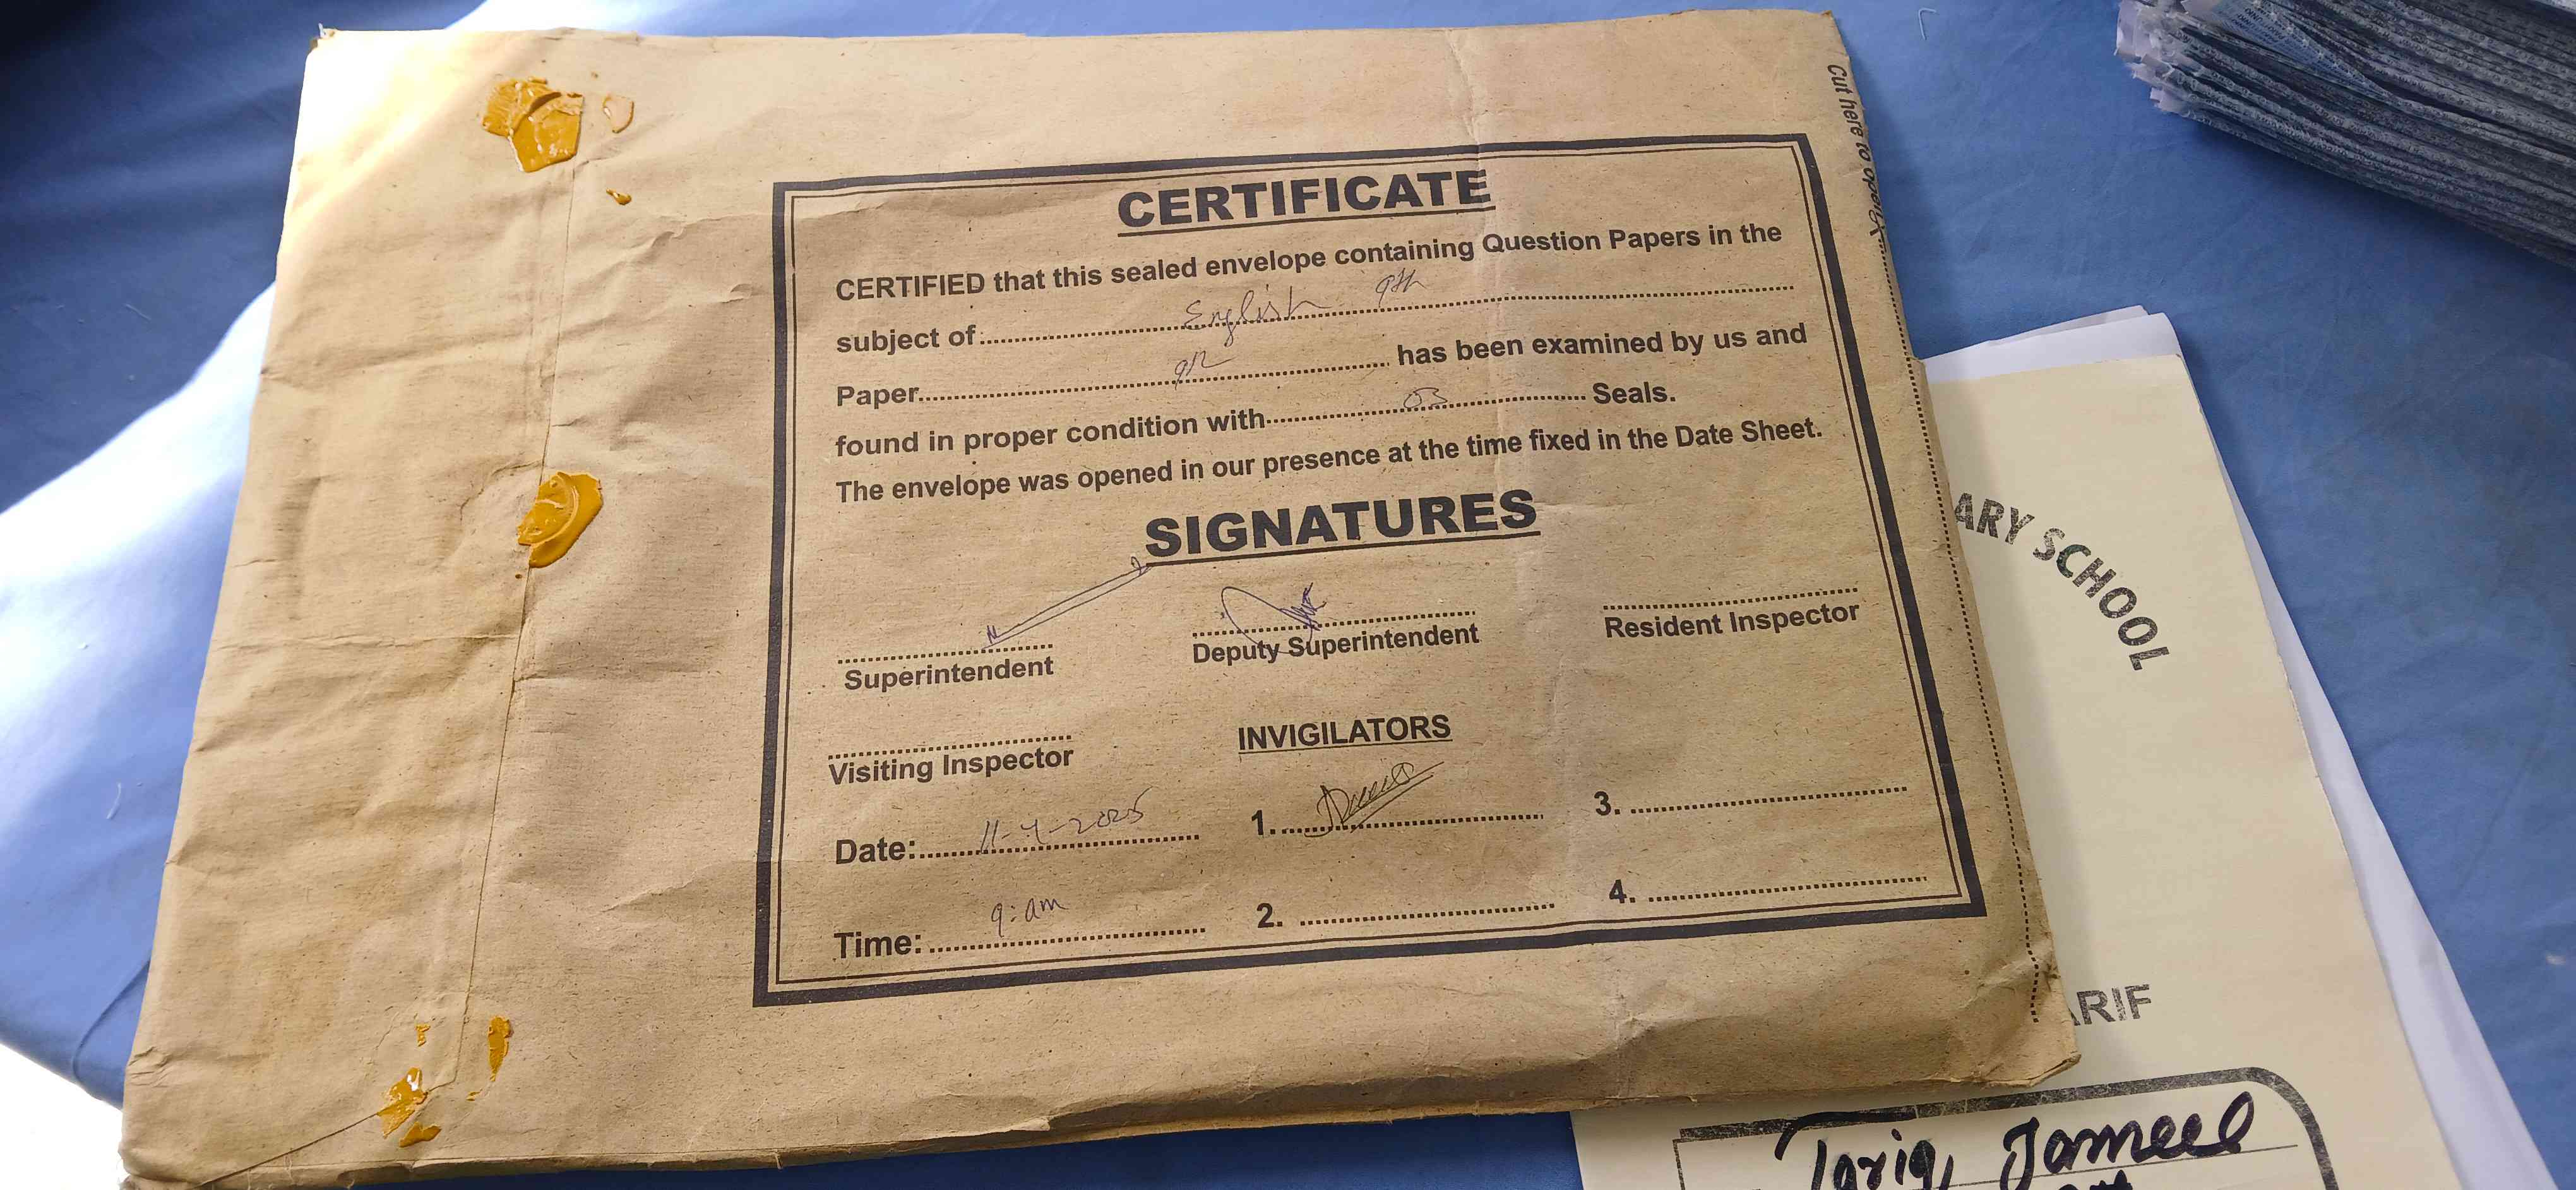 Cut here to open
CERTIFICATE
CERTIFIED that this sealed envelope containing Question Papers in the
subject of: English 9th
Paper 9th has been examined by us and
found in proper condition with 03 Seals.
The envelope was opened in our presence at the time fixed in the Date Sheet.
SIGNATURES
Superintendent
Deputy Superintendent
Resident Inspector
Visiting Inspector
INVIGILATORS
Date: 11-4-2025
1.
3.
Time: 9:am
2.
4.
ARY SCHOOL
ARIF
Tariq Jameel